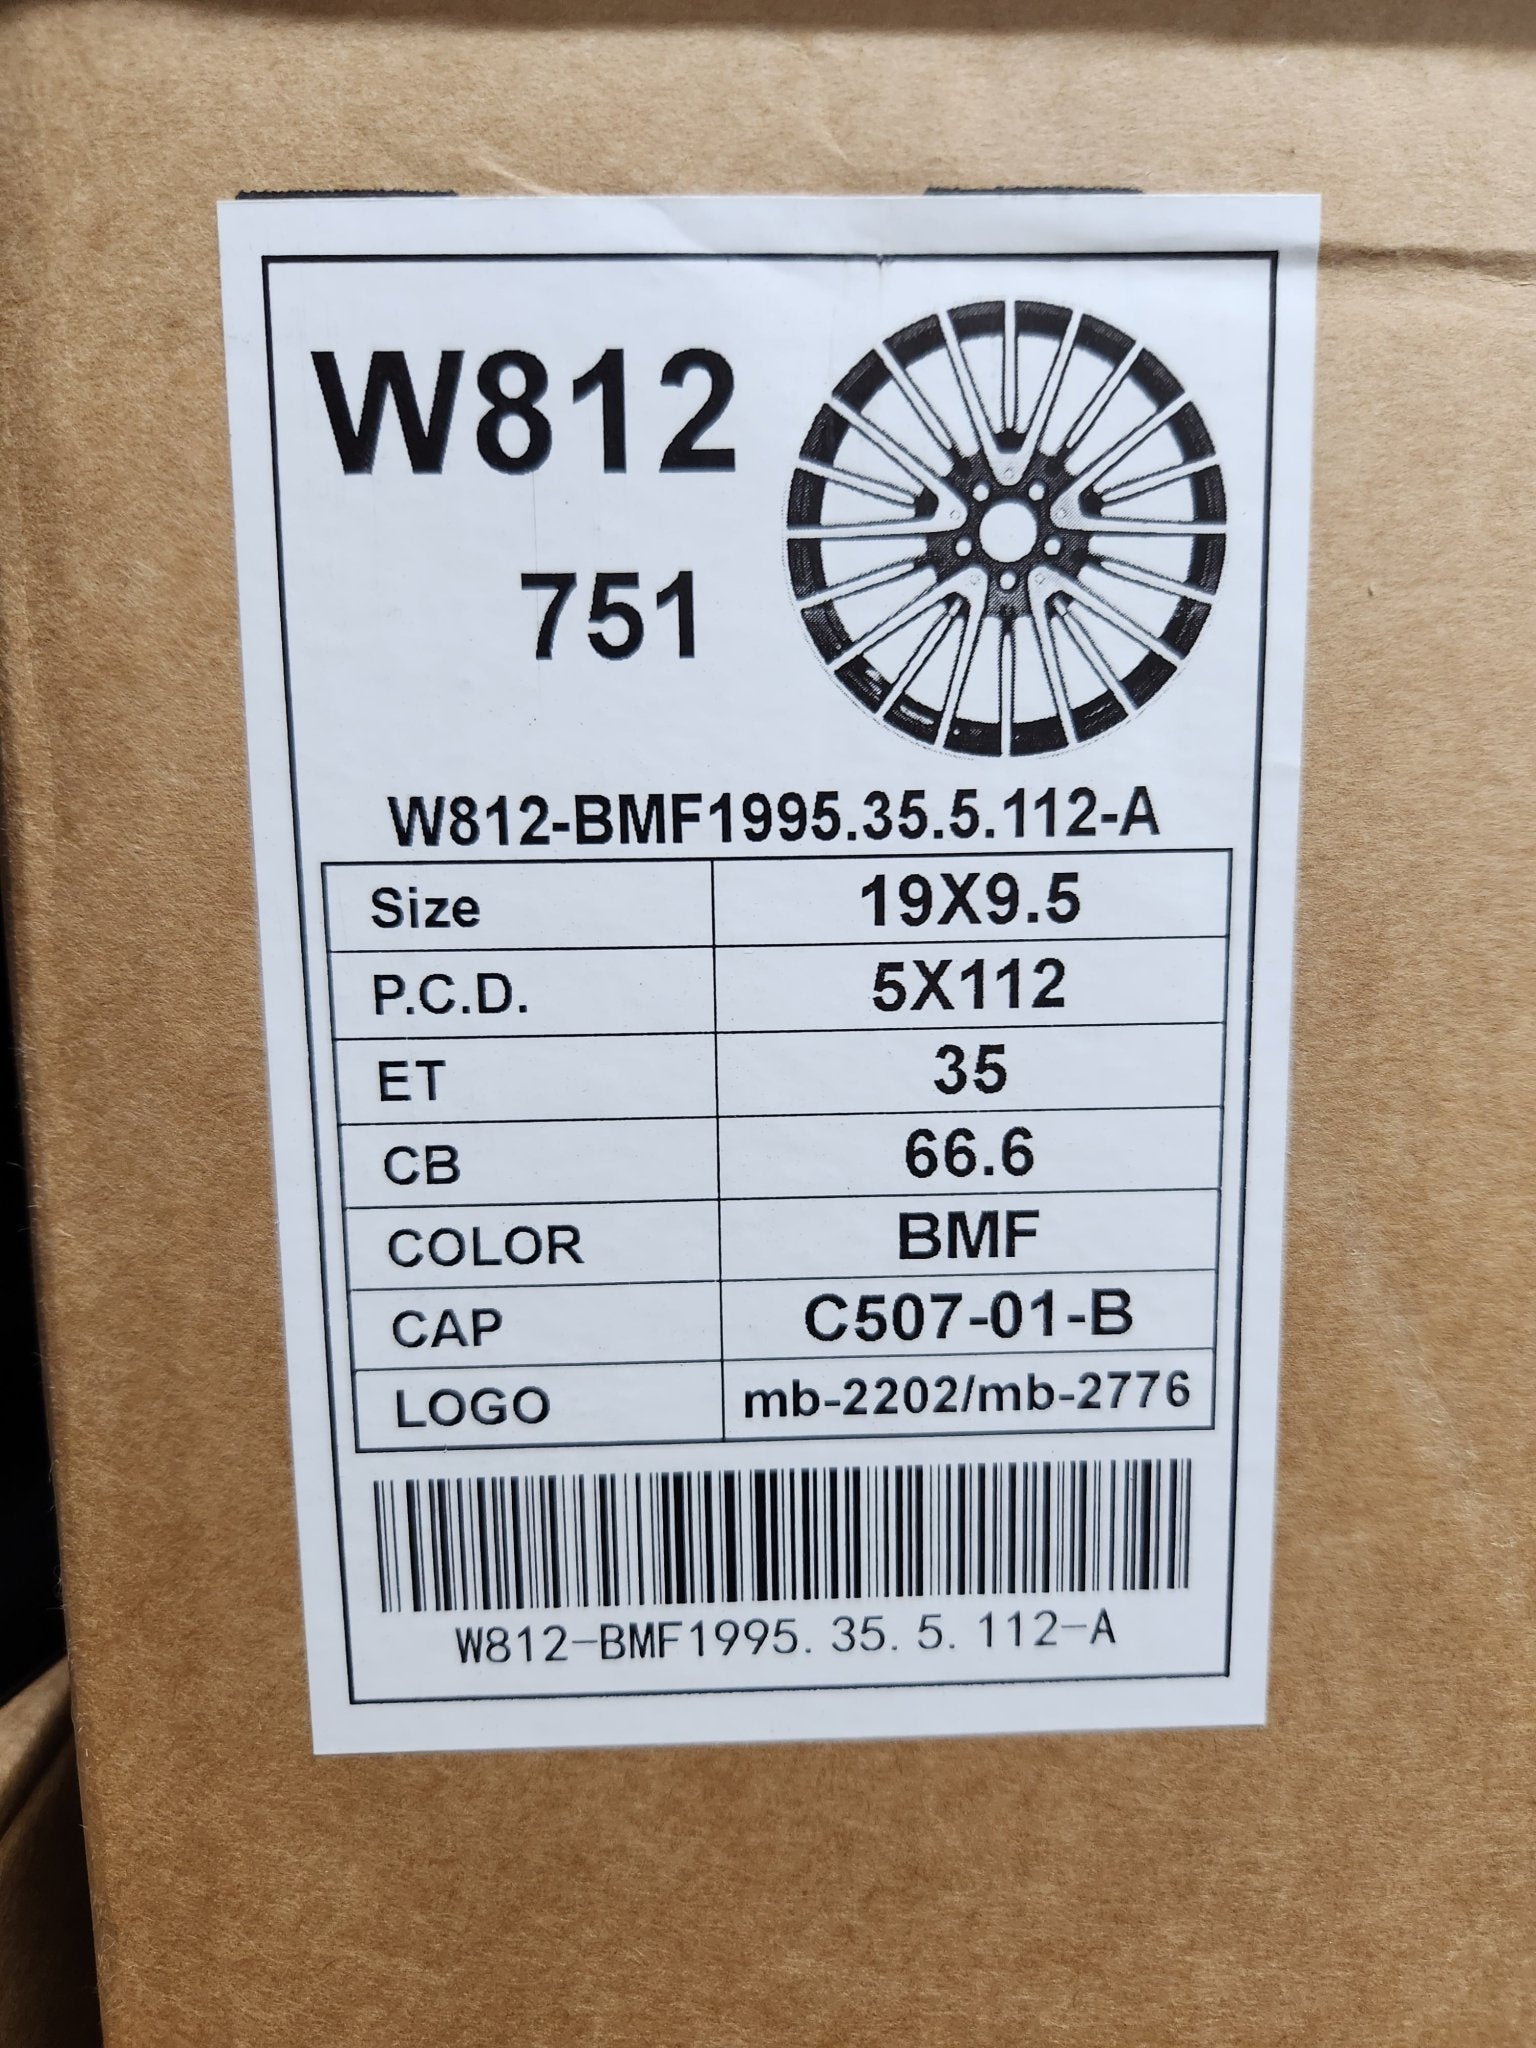 W812
751
W812-BMF1995.35.5.112-A
Size 19X9.5
P.C.D. 5X112
ET 35
CB 66.6
COLOR BMF
CAP C507-01-B
LOGO mb-2202/mb-2776
W812-BMF1995.35.5.112-A